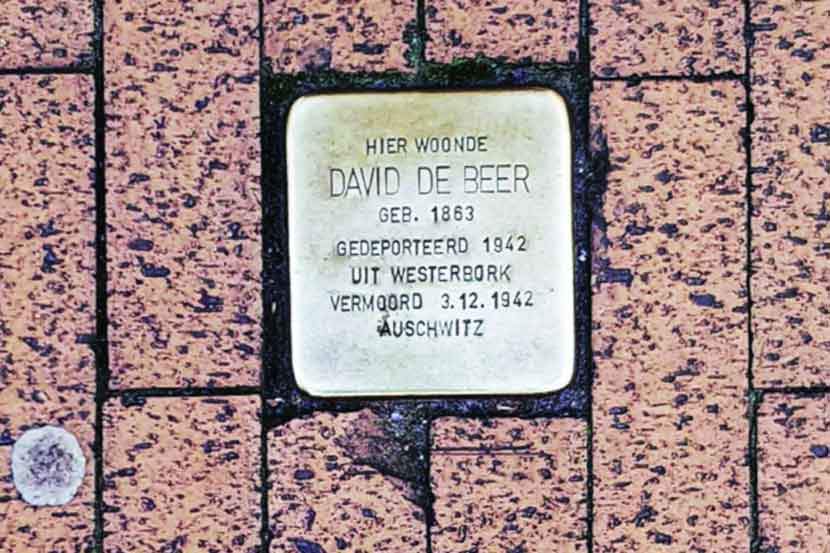 HIER WOONDE
DAVID DE BEER
GEB. 1863
GEDEPORTEERD 1942
UIT WESTERBORK
VERMOORD 3.12.1942
AUSCHWITZ